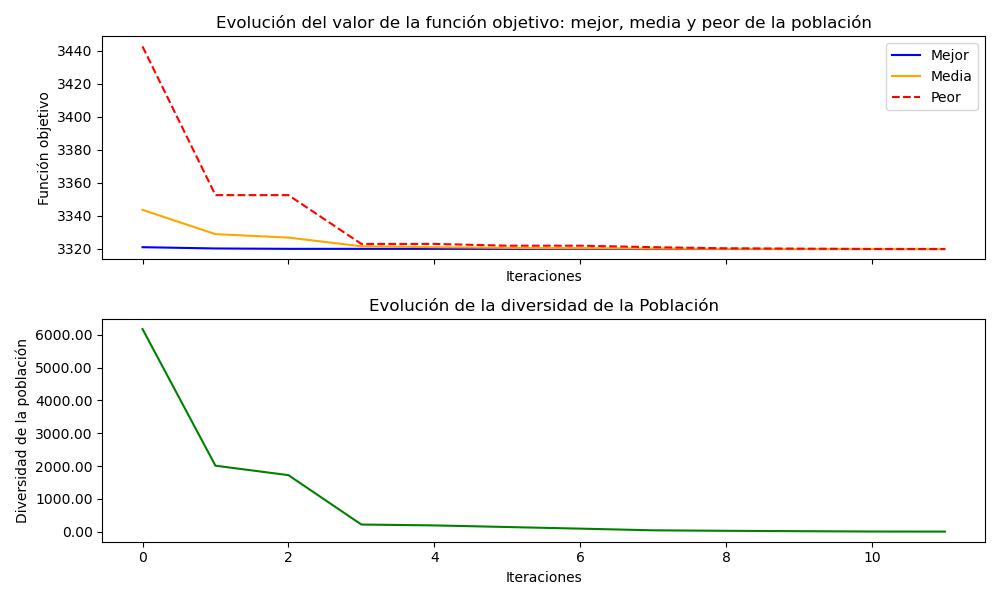 Evolución del valor de la función objetivo: mejor, media y peor de la población
3440
3420
3400
3380
3360
3340
3320
Función objetivo
Mejor
Media
Peor
Iteraciones
Evolución de la diversidad de la Población
6000.00
5000.00
4000.00
3000.00
2000.00
1000.00
0.00
Diversidad de la población
0 2 4 6 8 10
Iteraciones